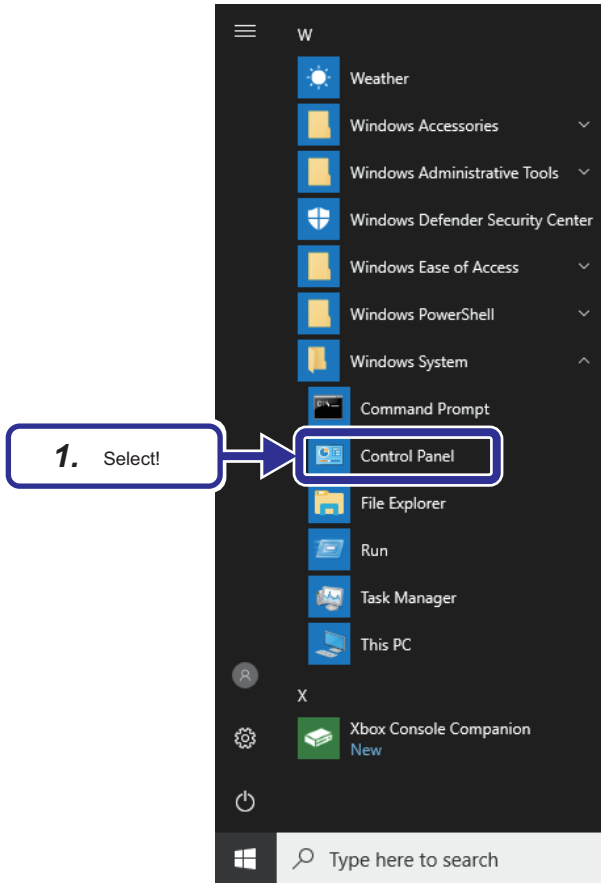 W
Weather
Windows Accessories
Windows Administrative Tools
Windows Defender Security Center
Windows Ease of Access
Windows PowerShell
Windows System
Command Prompt
1. Select!
Control Panel
File Explorer
Run
Task Manager
This PC
X
Xbox Console Companion
New
Type here to search